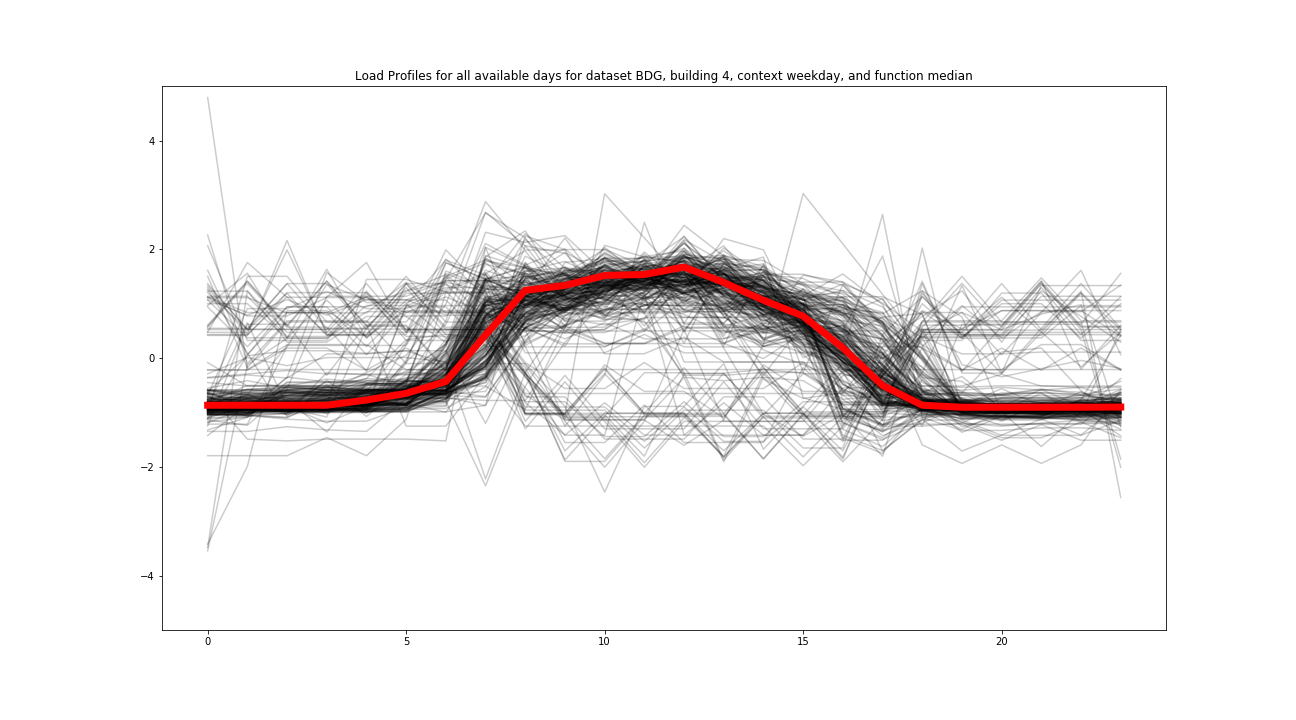 Load Profiles for all available days for dataset BDG, building 4, context weekday, and function median
4
2
0
−2
−4
0 5 10 15 20